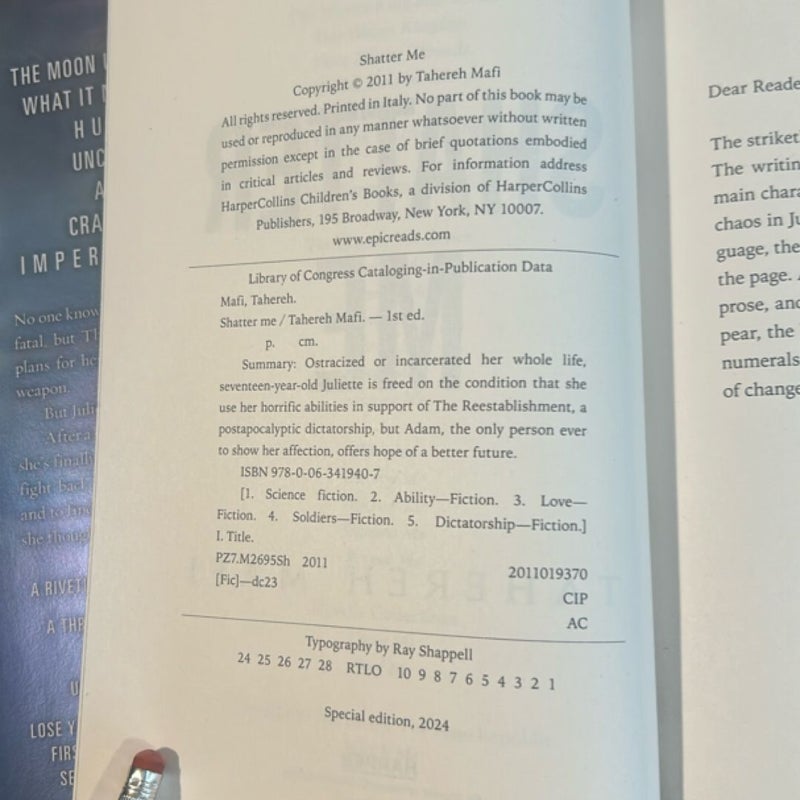 THE MOON
WHAT IT
H U
UNC
A
CRA
IMPER
No one know
fatal, but Th
plans for he
weapon.
But Juli
After a
she's finally
fight back
and to
she thoug
A RIVET
A THR
U
LOSE Y
FIRS
SE
Shatter Me
Copyright © 2011 by Tahereh Mafi
All rights reserved. Printed in Italy. No part of this book may be
used or reproduced in any manner whatsoever without written
permission except in the case of brief quotations embodied
in critical articles and reviews. For information address
HarperCollins Children's Books, a division of HarperCollins
Publishers, 195 Broadway, New York, NY 10007.
www.epicreads.com
Library of Congress Cataloging-in-Publication Data
Mafi, Tahereh.
Shatter me / Tahereh Mafi. — 1st ed.
p. cm.
Summary: Ostracized or incarcerated her whole life,
seventeen-year-old Juliette is freed on the condition that she
use her horrific abilities in support of The Reestablishment, a
postapocalyptic dictatorship, but Adam, the only person ever
to show her affection, offers hope of a better future.
ISBN 978-0-06-341940-7
[1. Science fiction. 2. Ability—Fiction. 3. Love—
Fiction. 4. Soldiers—Fiction. 5. Dictatorship—Fiction.]
I. Title.
PZ7.M2695Sh 2011
2011019370
[Fic]—dc23
CIP
AC
Typography by Ray Shappell
24 25 26 27 28 RTLO 10 9 8 7 6 5 4 3 2 1
Special edition, 2024
Dear Reade
The striket
The writin
main chara
chaos in Ju
guage, the
the page.
prose, and
pear, the
numerals
of change